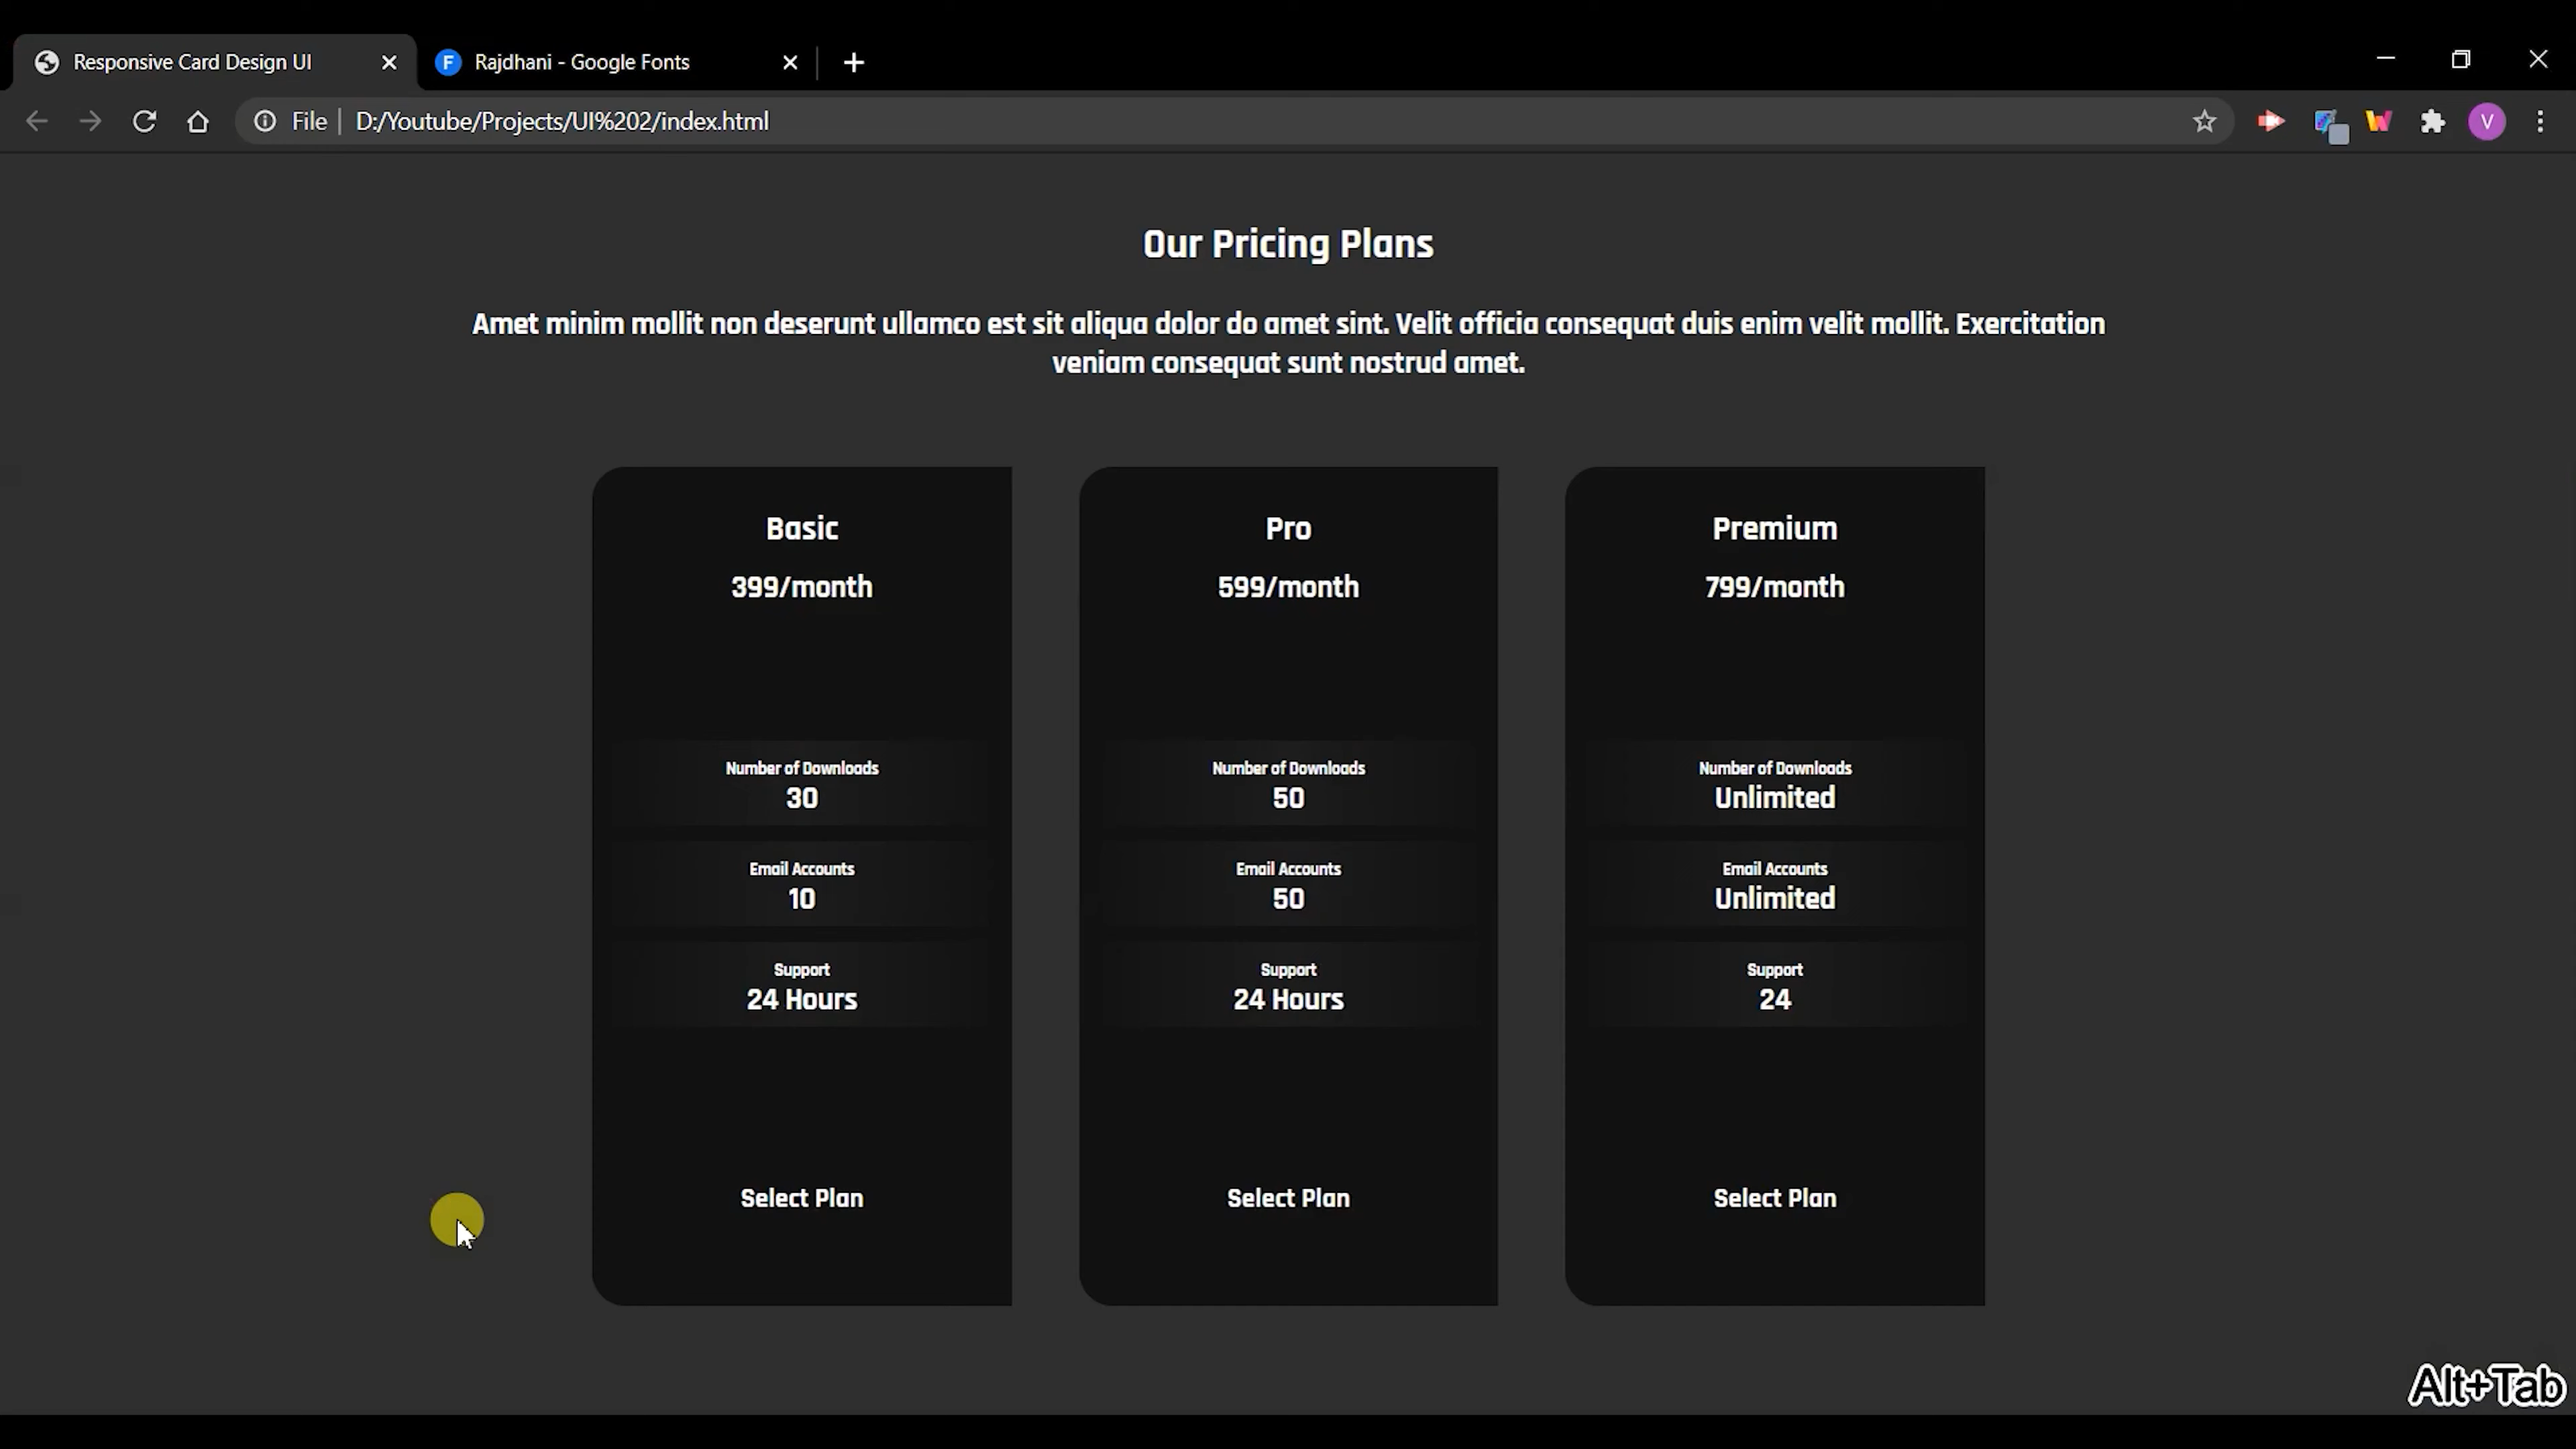 Responsive Card Design UI
F Rajdhani - Google Fonts
File | D:/Youtube/Projects/UI%202/index.html
V
Our Pricing Plans
Amet minim mollit non deserunt ullamco est sit aliqua dolor do amet sint. Velit officia consequat duis enim velit mollit. Exercitation
veniam consequat sunt nostrud amet.
Basic
399/month
Number of Downloads
30
Email Accounts
10
Support
24 Hours
Select Plan
Pro
599/month
Number of Downloads
50
Email Accounts
50
Support
24 Hours
Select Plan
Premium
799/month
Number of Downloads
Unlimited
Email Accounts
Unlimited
Support
24
Select Plan
Alt+Tab